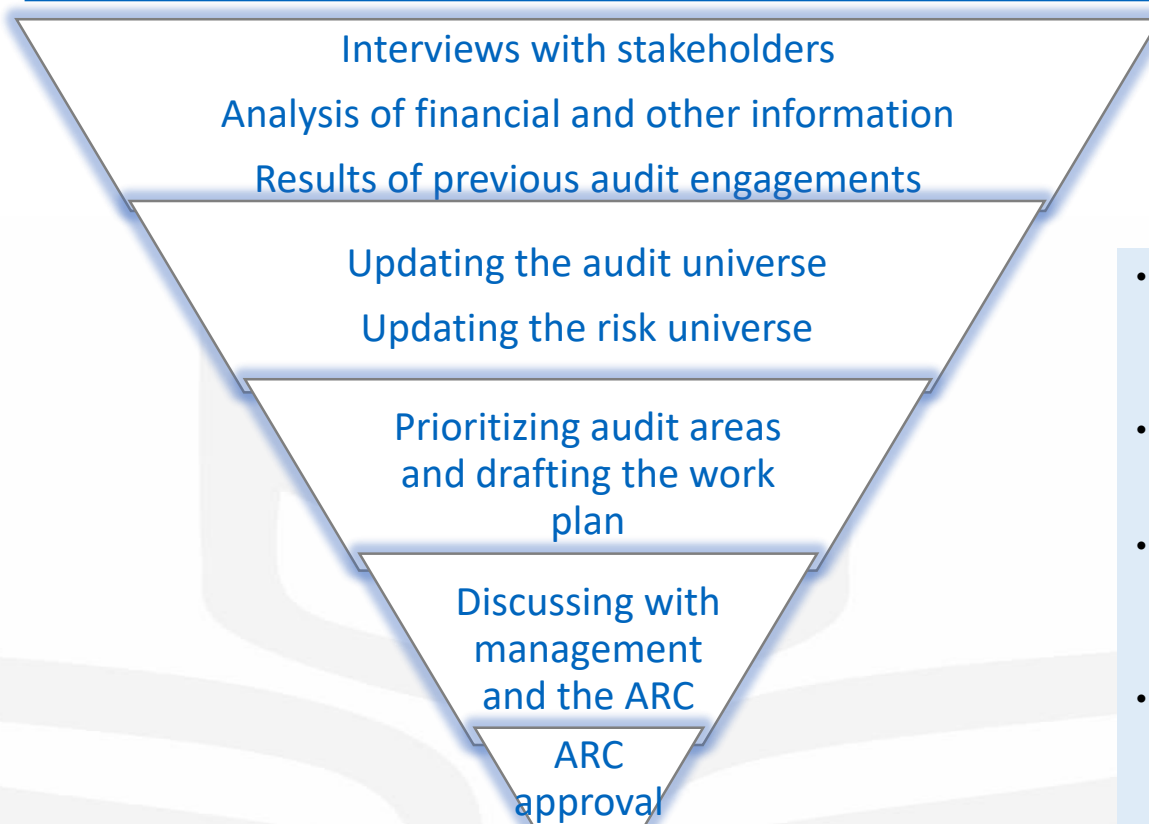 Interviews with stakeholders
Analysis of financial and other information
Results of previous audit engagements
Updating the audit universe
Updating the risk universe
Prioritizing audit areas
and drafting the work
plan
Discussing with
management
and the ARC
ARC
approval